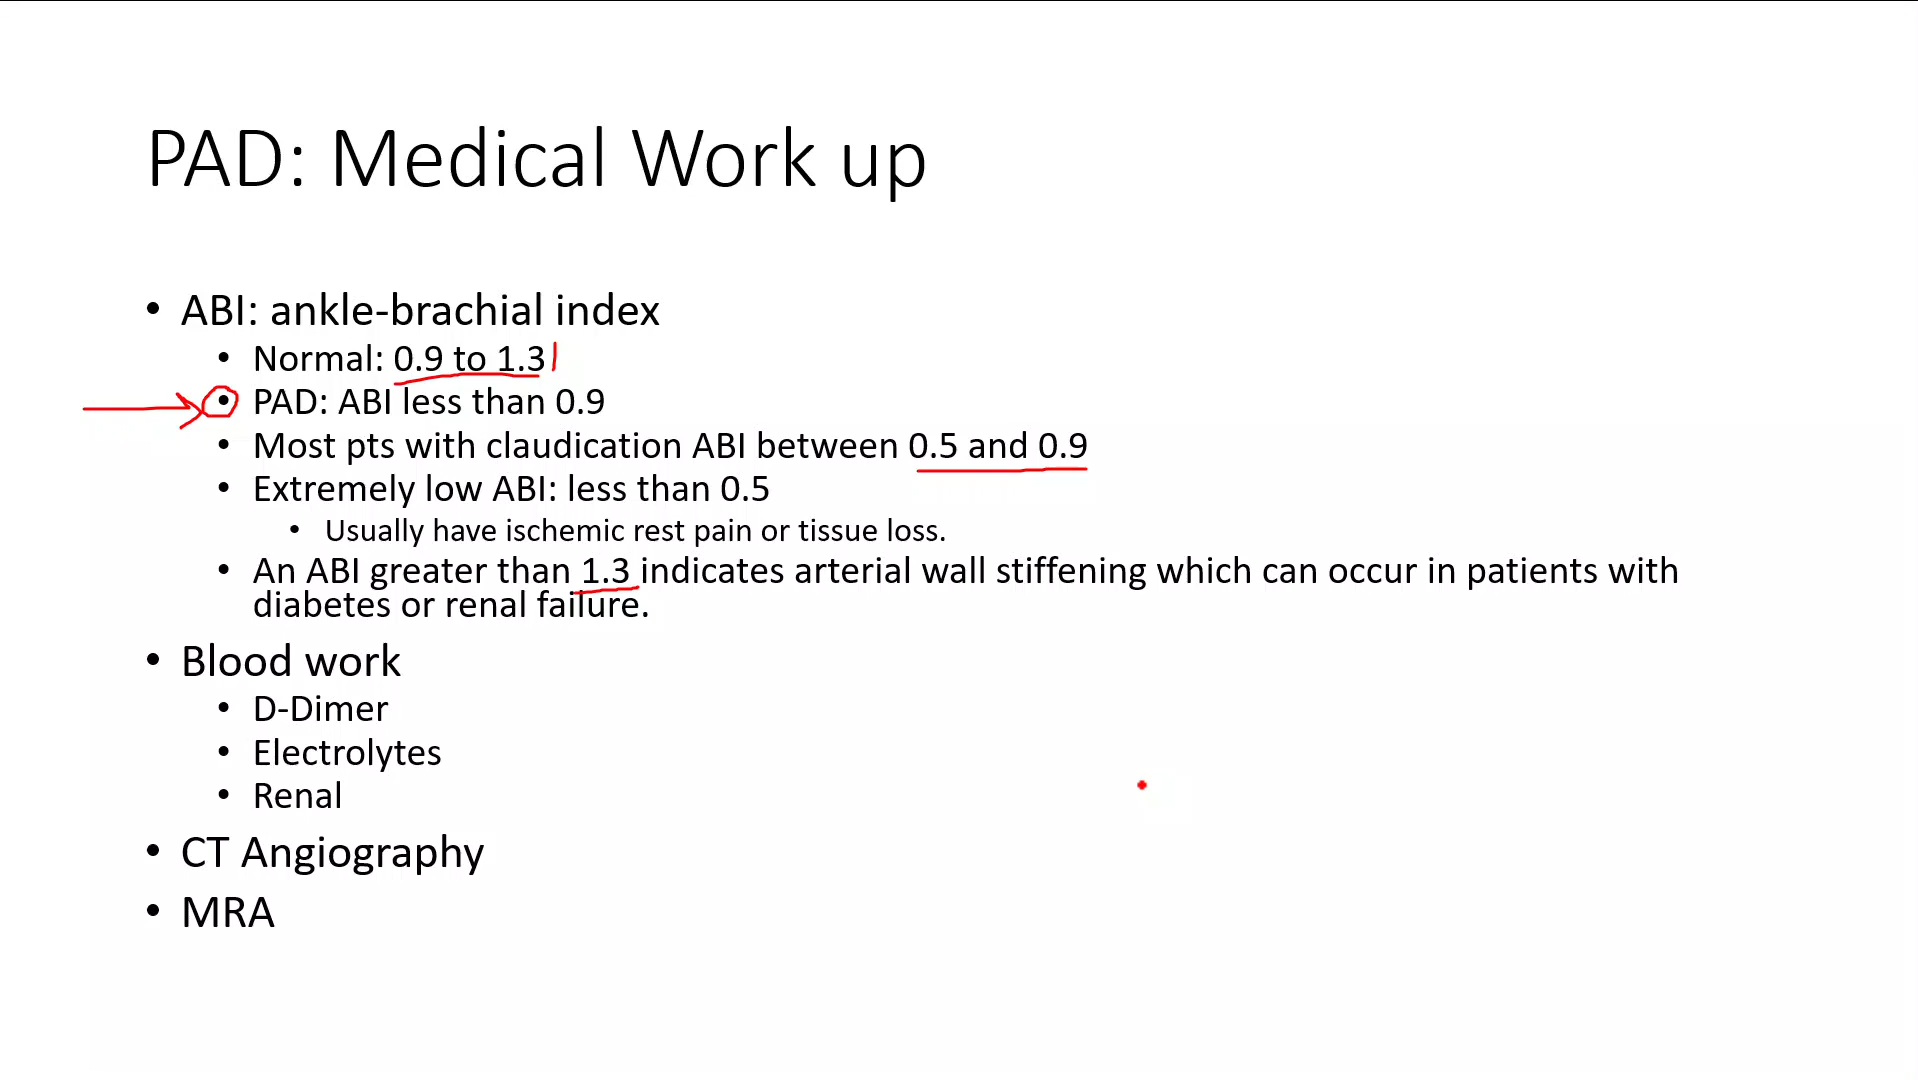 PAD: Medical Work up
• ABI: ankle-brachial index
• Normal: 0.9 to 1.3
• PAD: ABI less than 0.9
• Most pts with claudication ABI between 0.5 and 0.9
• Extremely low ABI: less than 0.5
• Usually have ischemic rest pain or tissue loss.
• An ABI greater than 1.3 indicates arterial wall stiffening which can occur in patients with
diabetes or renal failure.
• Blood work
• D-Dimer
• Electrolytes
• Renal
• CT Angiography
• MRA